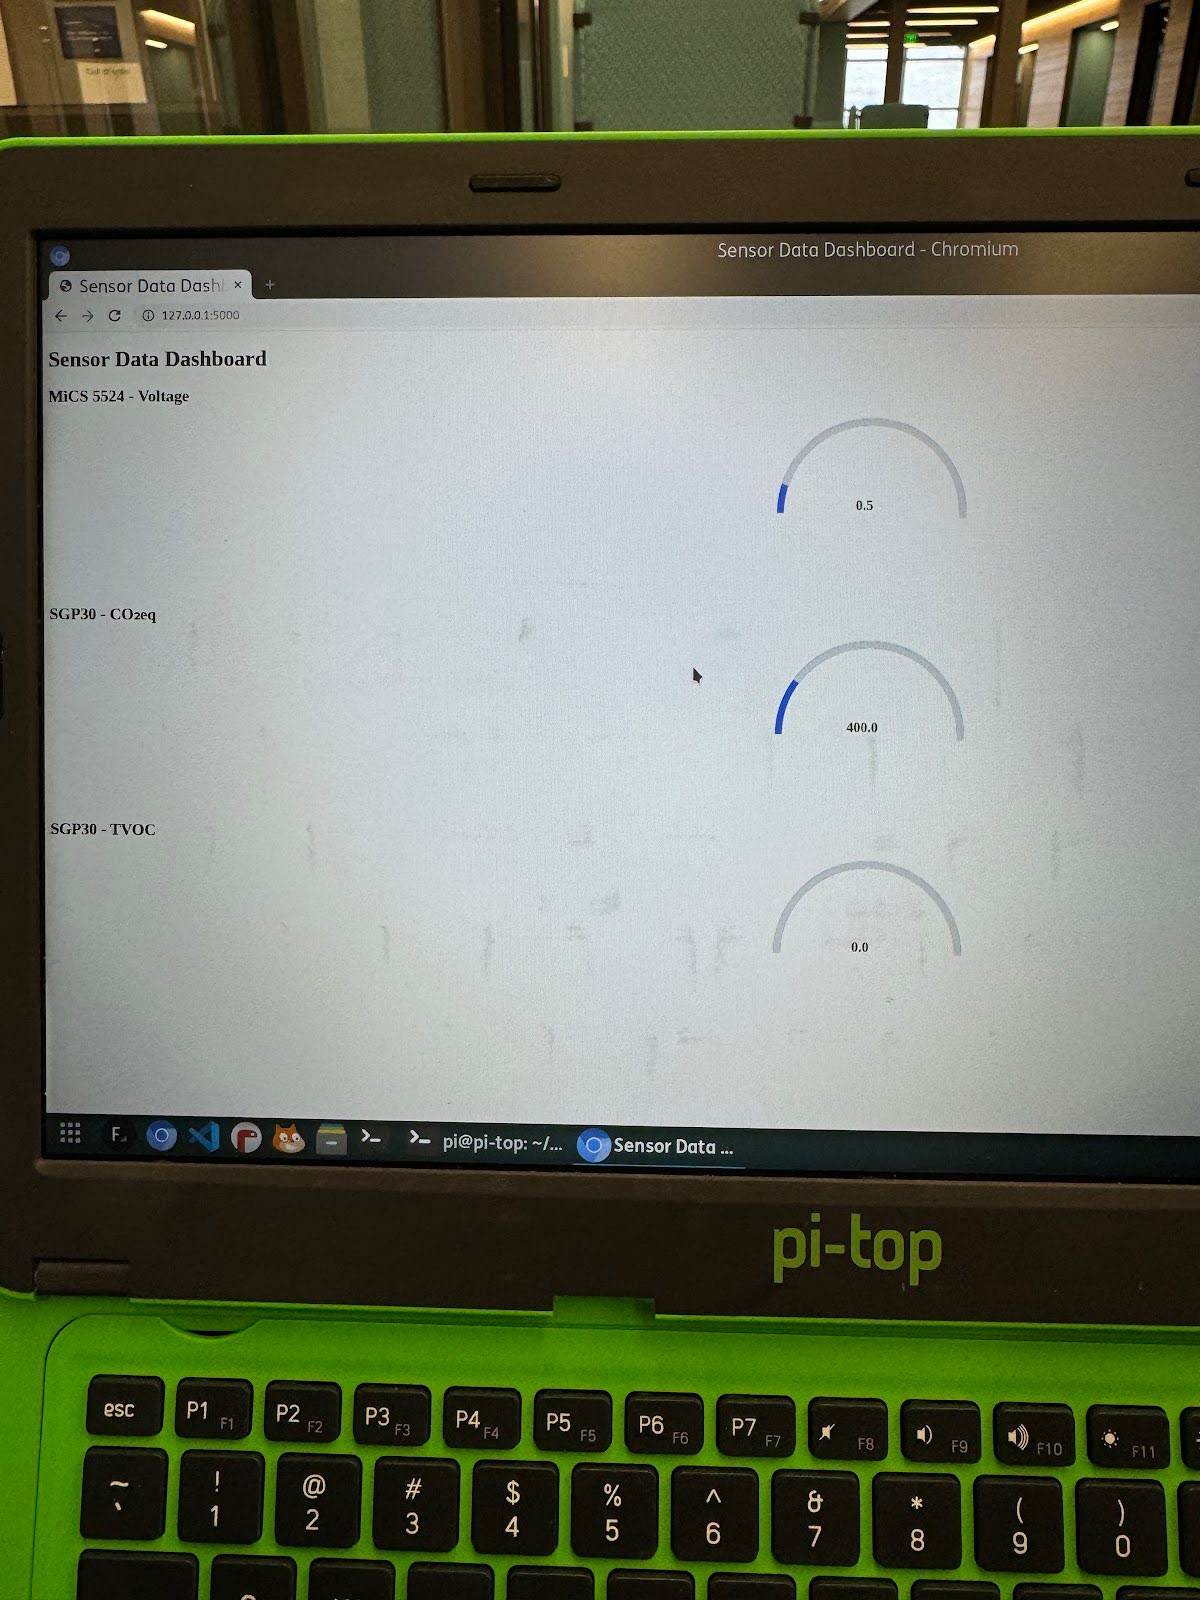 Sensor Data Dashboard - Chromium
Sensor Data Dash
127.0.0.1:5000
Sensor Data Dashboard
MiCS 5524 - Voltage
0.5
SGP30 - CO₂eq
400.0
SGP30 - TVOC
0.0
pi@pi-top: ~/... Sensor Data ...
pi-top
esc P1 F1 P2 F2 P3 F3 P4 F4 P5 F5 P6 F6 P7 F7 F8 F9 F10 F11
~ ! @ # $ % ^ & * ( )
` 1 2 3 4 5 6 7 8 9 0